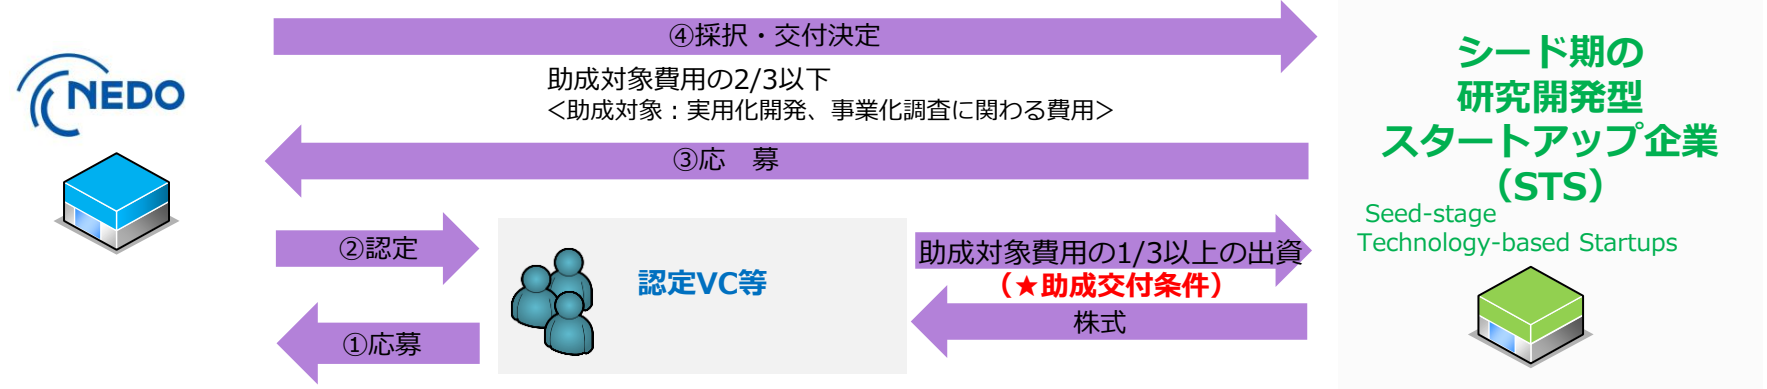 ④採択・交付決定
NEDO
助成対象費用の2/3以下
<助成対象：実用化開発、事業化調査に関わる費用>
③応　募
シード期の
研究開発型
スタートアップ企業
（STS）
Seed-stage
Technology-based Startups
②認定
認定VC等
助成対象費用の1/3以上の出資
（★助成交付条件）
株式
①応募